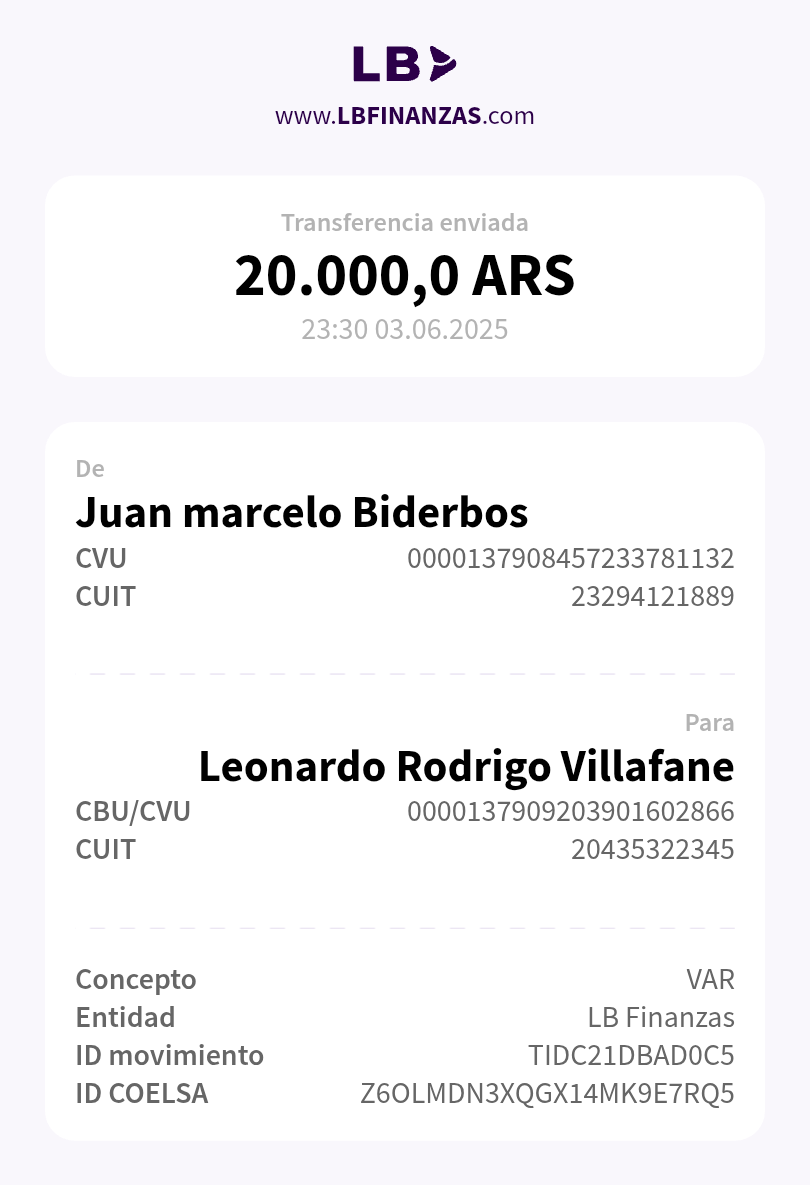 LB
www.LBFINANZAS.com
Transferencia enviada
20.000,0 ARS
23:30 03.06.2025
De
Juan marcelo Biderbos
CVU 0000137908457233781132
CUIT 23294121889
Para
Leonardo Rodrigo Villafane
CBU/CVU 0000137909203901602866
CUIT 20435322345
Concepto VAR
Entidad LB Finanzas
ID movimiento TIDC21DBAD0C5
ID COELSA Z6OLMDN3XQGX14MK9E7RQ5